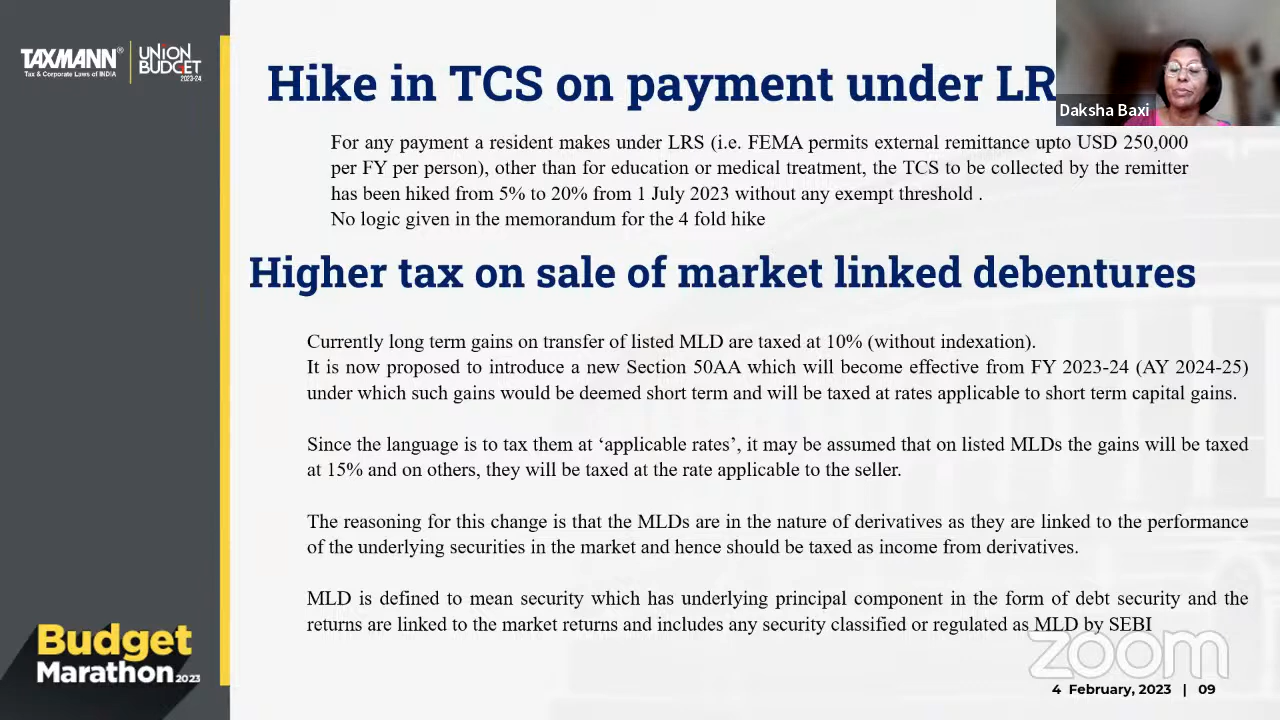 TAXMANN®
Tax & Corporate Laws of INDIA
UNION
BUDGET
2023-24
Hike in TCS on payment under LR
Daksha Baxi
For any payment a resident makes under LRS (i.e. FEMA permits external remittance upto USD 250,000
per FY per person), other than for education or medical treatment, the TCS to be collected by the remitter
has been hiked from 5% to 20% from 1 July 2023 without any exempt threshold .
No logic given in the memorandum for the 4 fold hike
Higher tax on sale of market linked debentures
Currently long term gains on transfer of listed MLD are taxed at 10% (without indexation).
It is now proposed to introduce a new Section 50AA which will become effective from FY 2023-24 (AY 2024-25)
under which such gains would be deemed short term and will be taxed at rates applicable to short term capital gains.
Since the language is to tax them at ‘applicable rates’, it may be assumed that on listed MLDs the gains will be taxed
at 15% and on others, they will be taxed at the rate applicable to the seller.
The reasoning for this change is that the MLDs are in the nature of derivatives as they are linked to the performance
of the underlying securities in the market and hence should be taxed as income from derivatives.
MLD is defined to mean security which has underlying principal component in the form of debt security and the
returns are linked to the market returns and includes any security classified or regulated as MLD by SEBI
Budget
Marathon 2023
zoom
4 February, 2023 | 09